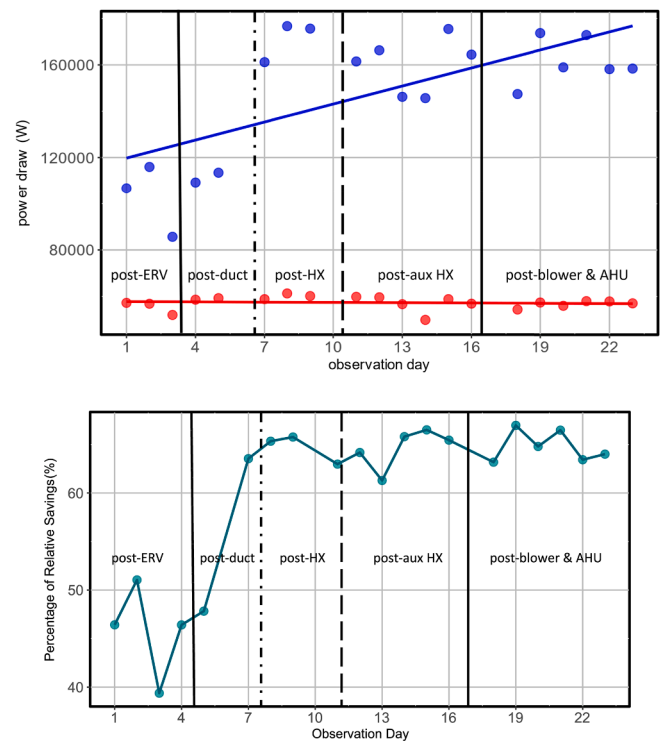 160000
120000
80000
power draw (W)
post-ERV
post-duct
post-HX
post-aux HX
post-blower & AHU
1
4
7
10
13
16
19
22
observation day
60
50
40
Percentage of Relative Savings(%)
post-ERV
post-duct
post-HX
post-aux HX
post-blower & AHU
1
4
7
10
13
16
19
22
Observation Day